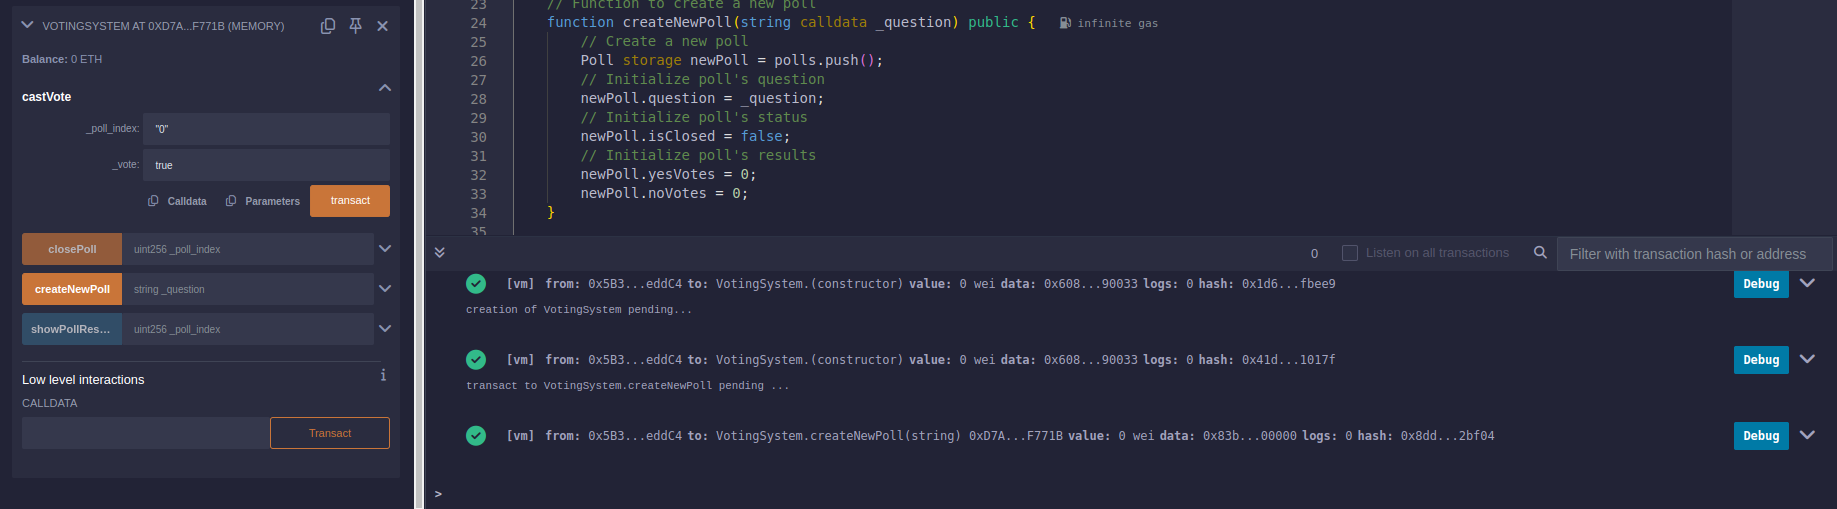 VOTINGSYSTEM AT 0XD7A...F771B (MEMORY)
Balance: 0 ETH
castVote
_poll_index: "0"
_vote: true
Calldata Parameters transact
closePoll uint256 _poll_index
createNewPoll string _question
showPollRes... uint256 _poll_index
Low level interactions i
CALLDATA
Transact
23 // Function to create a new poll
24 function createNewPoll(string calldata _question) public { infinite gas
25 // Create a new poll
26 Poll storage newPoll = polls.push();
27 // Initialize poll's question
28 newPoll.question = _question;
29 // Initialize poll's status
30 newPoll.isClosed = false;
31 // Initialize poll's results
32 newPoll.yesVotes = 0;
33 newPoll.noVotes = 0;
34 }
35
0 Listen on all transactions Filter with transaction hash or address
[vm] from: 0x5B3...eddC4 to: VotingSystem.(constructor) value: 0 wei data: 0x608...90033 logs: 0 hash: 0x1d6...fbee9 Debug
creation of VotingSystem pending...
[vm] from: 0x5B3...eddC4 to: VotingSystem.(constructor) value: 0 wei data: 0x608...90033 logs: 0 hash: 0x41d...1017f Debug
transact to VotingSystem.createNewPoll pending ...
[vm] from: 0x5B3...eddC4 to: VotingSystem.createNewPoll(string) 0xD7A...F771B value: 0 wei data: 0x83b...00000 logs: 0 hash: 0x8dd...2bf04 Debug
>